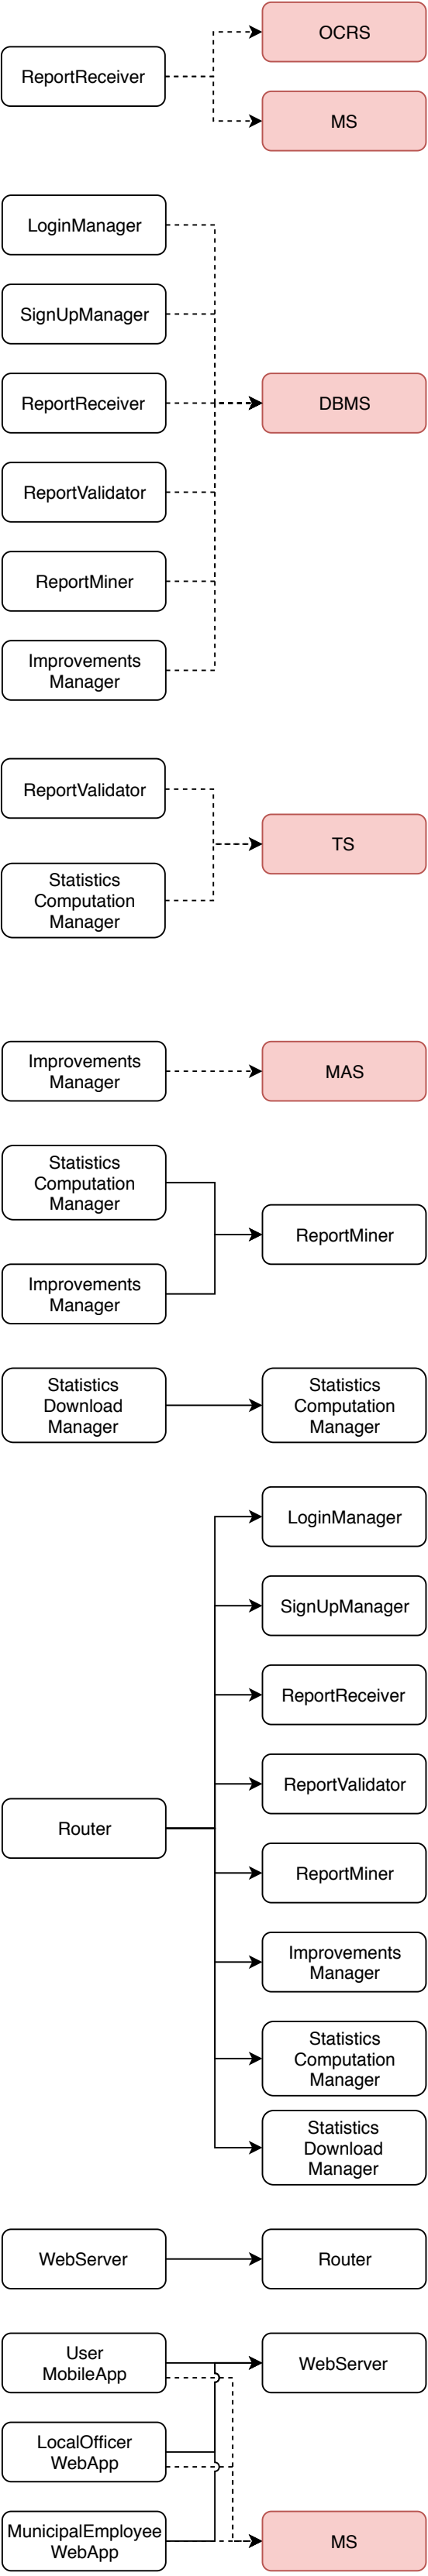 OCRS
ReportReceiver
MS
LoginManager
SignUpManager
ReportReceiver
DBMS
ReportValidator
ReportMiner
Improvements
Manager
ReportValidator
TS
Statistics
Computation
Manager
Improvements
Manager
MAS
Statistics
Computation
Manager
ReportMiner
Improvements
Manager
Statistics
Download
Manager
Statistics
Computation
Manager
LoginManager
SignUpManager
ReportReceiver
ReportValidator
Router
ReportMiner
Improvements
Manager
Statistics
Computation
Manager
Statistics
Download
Manager
WebServer
Router
User
MobileApp
WebServer
LocalOfficer
WebApp
MunicipalEmployee
WebApp
MS